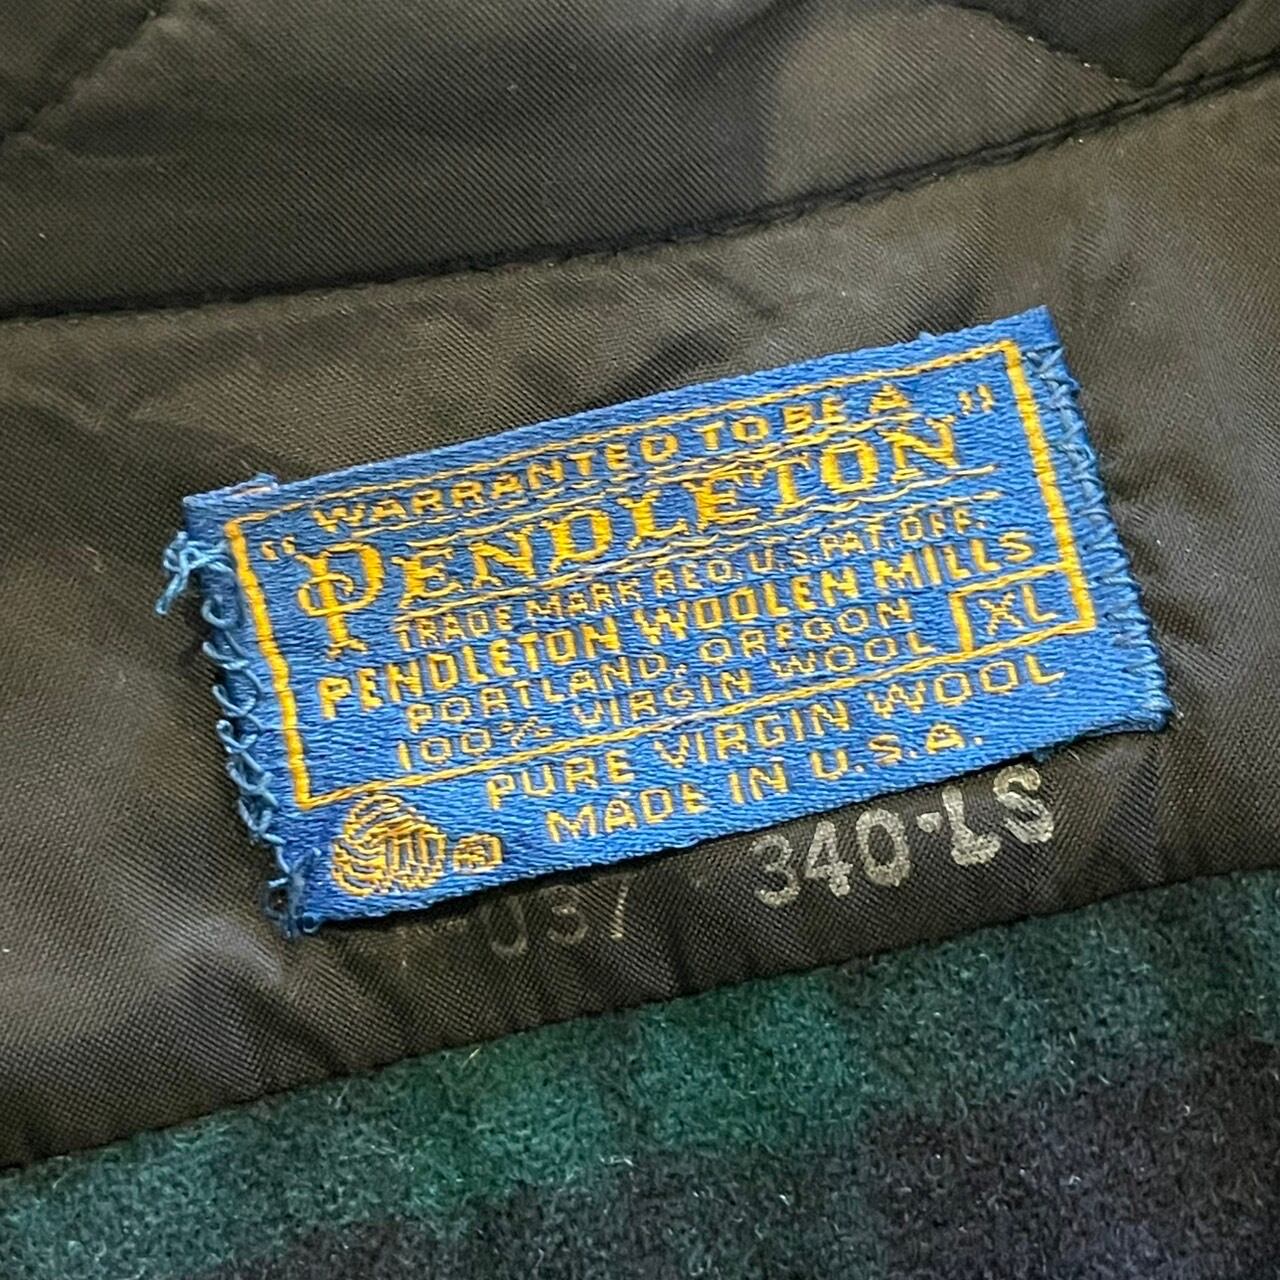 "WARRANTED TO BE A
PENDLETON"
TRADE MARK REG. U.S. PAT. OFF.
PENDLETON WOOLEN MILLS
PORTLAND, OREGON
100% VIRGIN WOOL
XL
PURE VIRGIN WOOL
MADE IN U.S.A.
037 340-LS